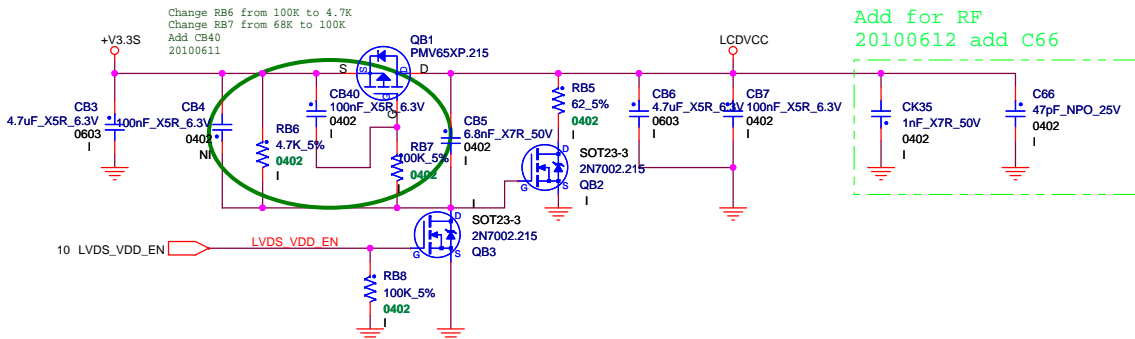 Change RB6 from 100K to 4.7K
Change RB7 from 68K to 100K
Add CB40
20100611
Add for RF
20100612 add C66
+V3.3S
QB1
PMV65XP.215
LCDVCC
S
S
D
D
G
G
CB3
4.7uF_X5R_6.3V
0603
I
CB4
100nF_X5R_6.3V
0402
NI
RB6
4.7K_5%
0402
I
CB40
100nF_X5R_6.3V
0402
I
RB7
100K_5%
0402
I
CB5
6.8nF_X7R_50V
0402
I
RB5
62_5%
0402
I
CB6
4.7uF_X5R_6.3V
0603
I
CB7
100nF_X5R_6.3V
0402
I
CK35
1nF_X7R_50V
0402
I
C66
47pF_NPO_25V
0402
I
D
G
S
SOT23-3
2N7002.215
QB2
I
I
D
G
S
SOT23-3
2N7002.215
QB3
10 LVDS_VDD_EN
LVDS_VDD_EN
RB8
100K_5%
0402
I